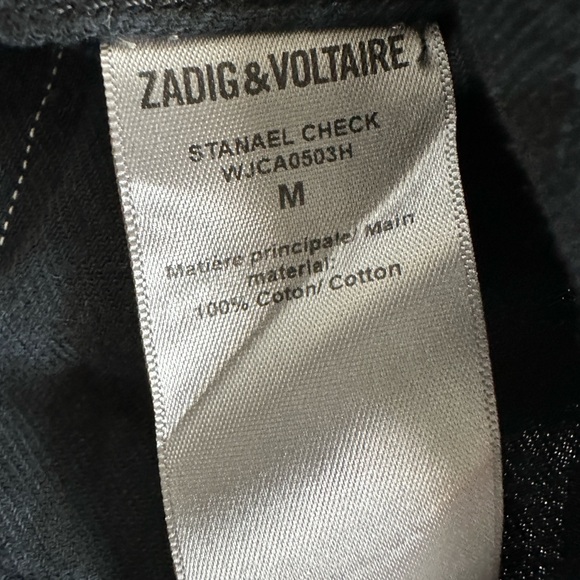 ZADIG&VOLTAIRE
STANAEL CHECK
WJCA0503H
M
Matière principale/ Main
material:
100% Coton/ Cotton